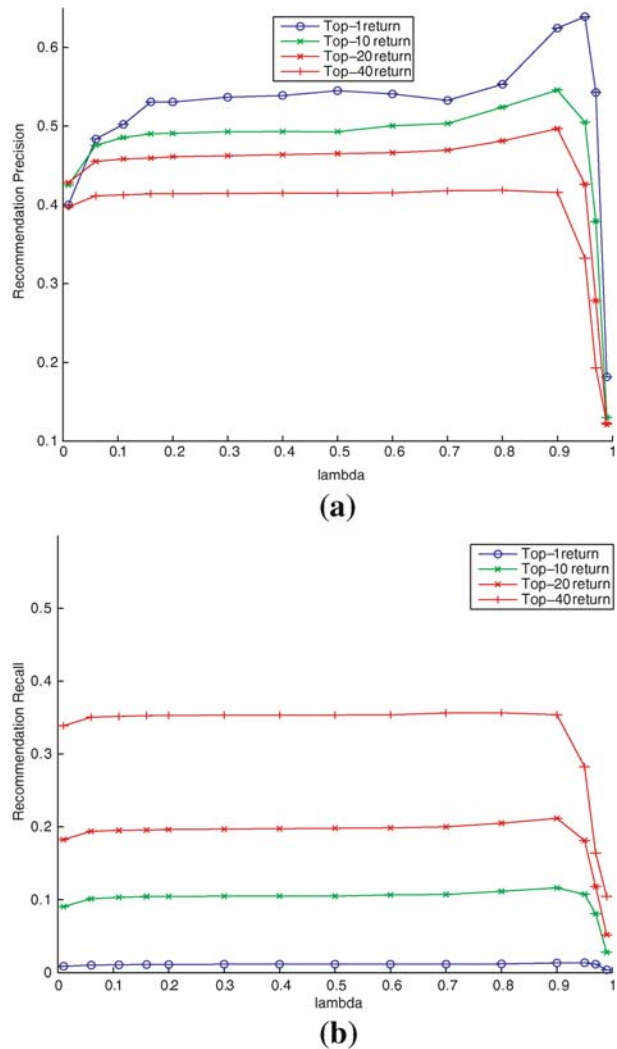 Top-1return
Top-10 return
Top-20 return
Top-40 return
0.6
0.5
0.4
0.3
0.2
0.1
Recommendation Precision
0 0.1 0.2 0.3 0.4 0.5 0.6 0.7 0.8 0.9 1
lambda
(a)
Top-1return
Top-10 return
Top-20 return
Top-40return
0.5
0.4
0.3
0.2
0.1
0
Recommendation Recall
0 0.1 0.2 0.3 0.4 0.5 0.6 0.7 0.8 0.9 1
lambda
(b)